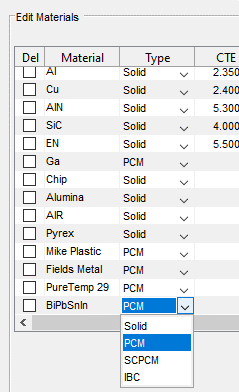 Edit Materials
Del Material Type CTE
Al Solid 2.350
Cu Solid 2.400
AlN Solid 5.300
SiC Solid 4.000
EN Solid 5.500
Ga PCM
Chip Solid
Alumina Solid
AIR Solid
Pyrex Solid
Mike Plastic PCM
Fields Metal PCM
PureTemp 29 PCM
BiPbSnIn PCM
Solid
PCM
SCPCM
IBC